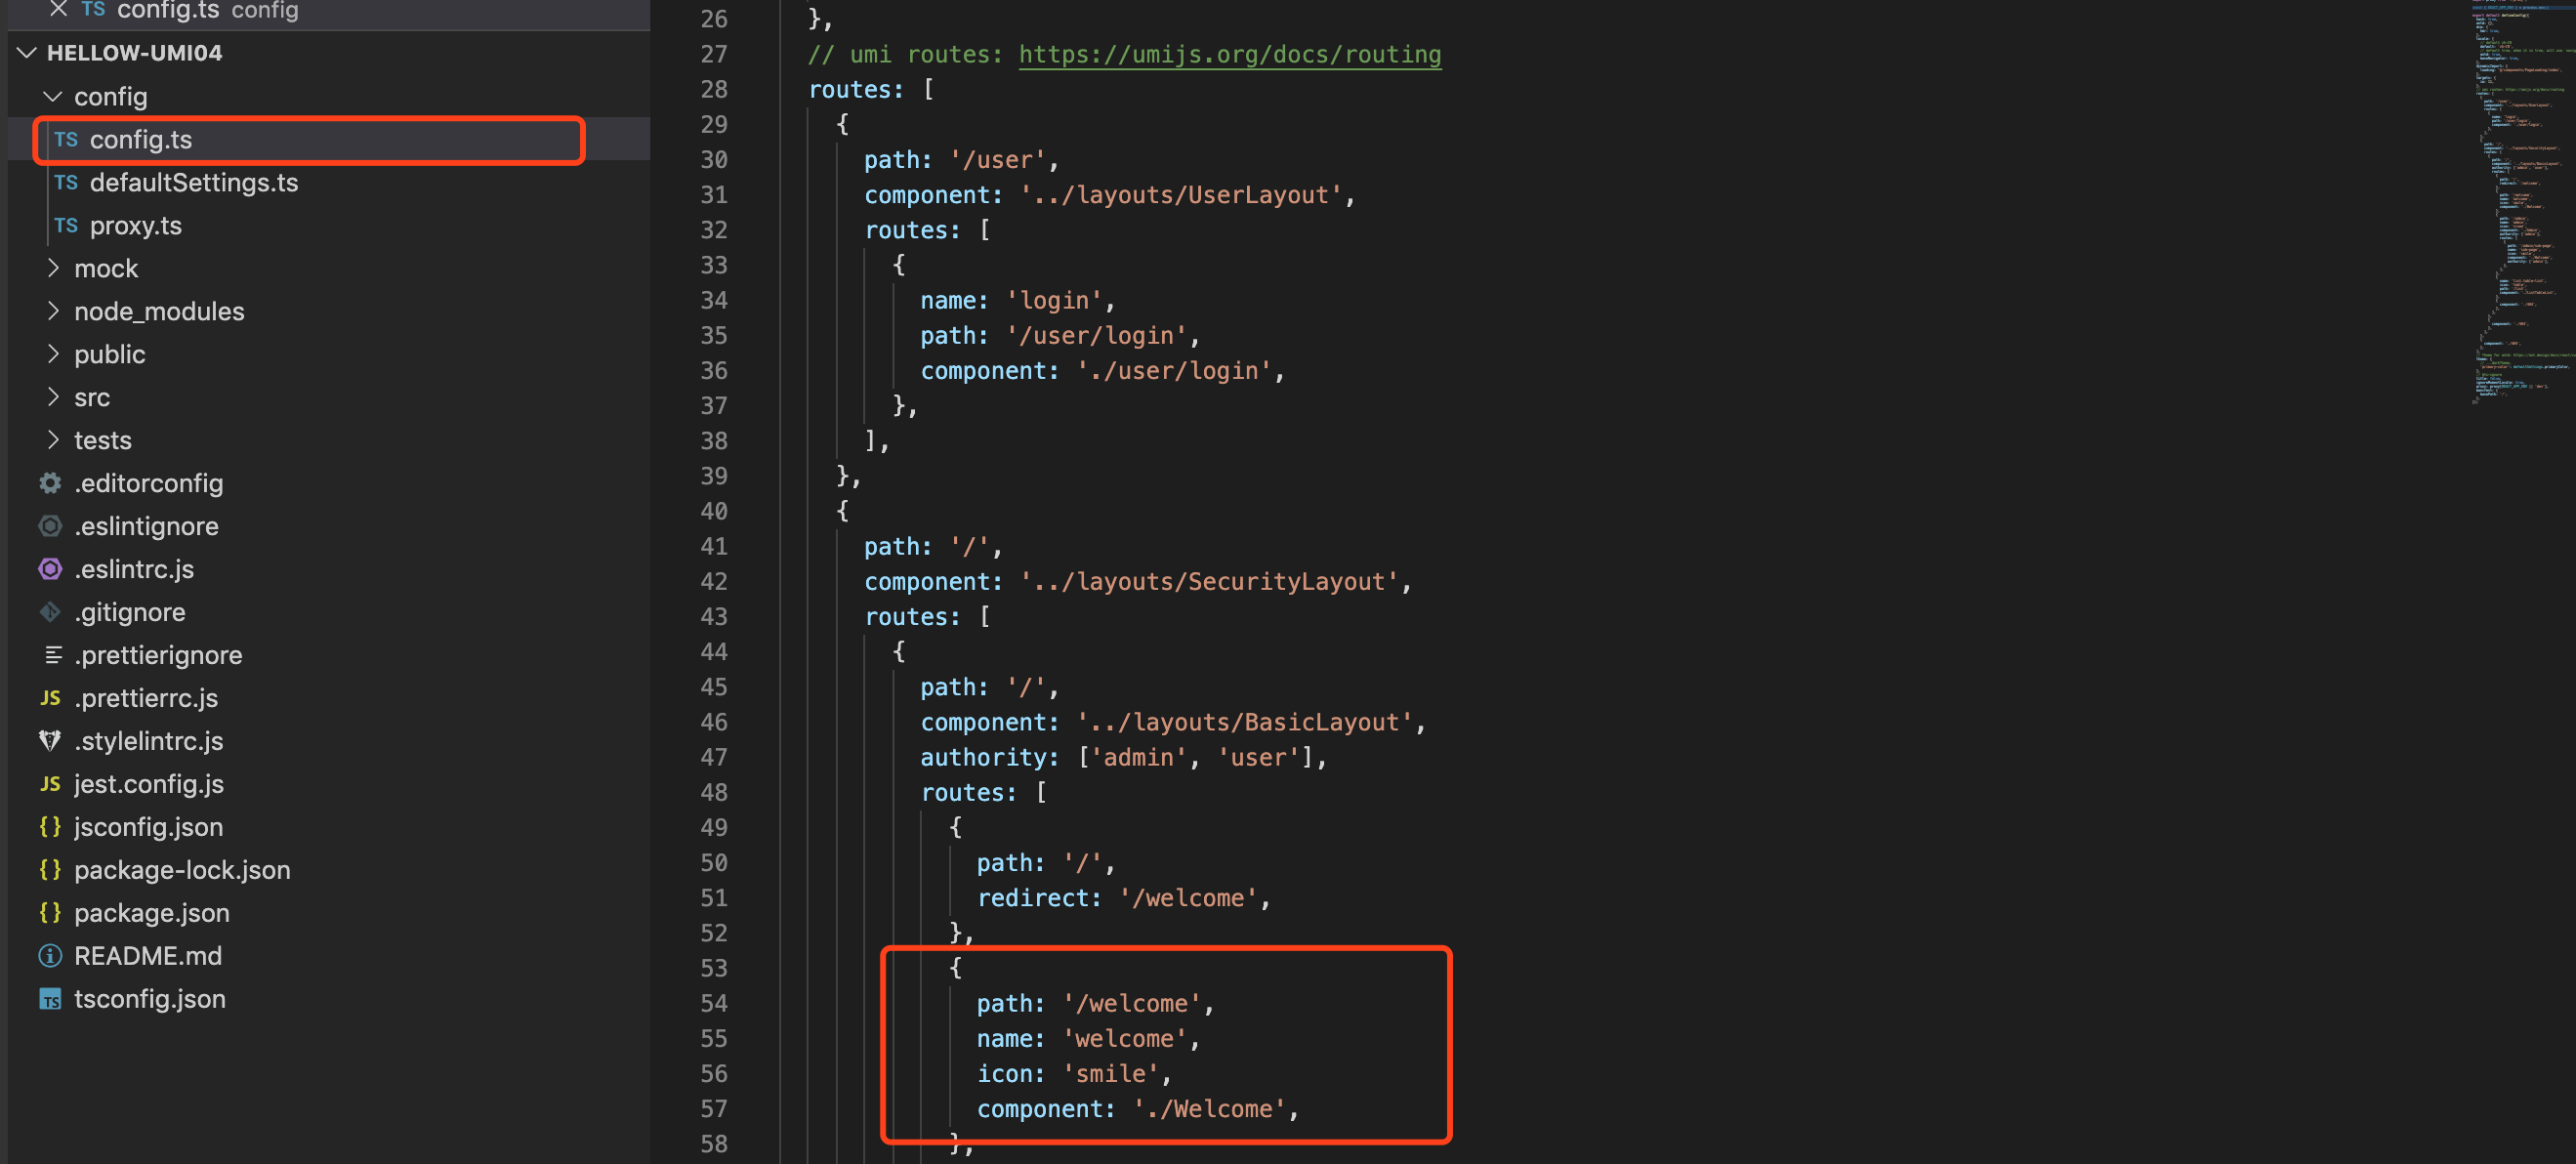 TS config.ts config
HELLOW-UMI04
config
TS config.ts
TS defaultSettings.ts
TS proxy.ts
mock
node_modules
public
src
tests
.editorconfig
.eslintignore
.eslintrc.js
.gitignore
.prettierignore
JS .prettierrc.js
.stylelintrc.js
JS jest.config.js
{} jsconfig.json
{} package-lock.json
{} package.json
README.md
TS tsconfig.json
26 },
27 // umi routes: https://umijs.org/docs/routing
28 routes: [
29 {
30 path: '/user',
31 component: '../layouts/UserLayout',
32 routes: [
33 {
34 name: 'login',
35 path: '/user/login',
36 component: './user/login',
37 },
38 ],
39 },
40 {
41 path: '/',
42 component: '../layouts/SecurityLayout',
43 routes: [
44 {
45 path: '/',
46 component: '../layouts/BasicLayout',
47 authority: ['admin', 'user'],
48 routes: [
49 {
50 path: '/',
51 redirect: '/welcome',
52 },
53 {
54 path: '/welcome',
55 name: 'welcome',
56 icon: 'smile',
57 component: './Welcome',
58 },